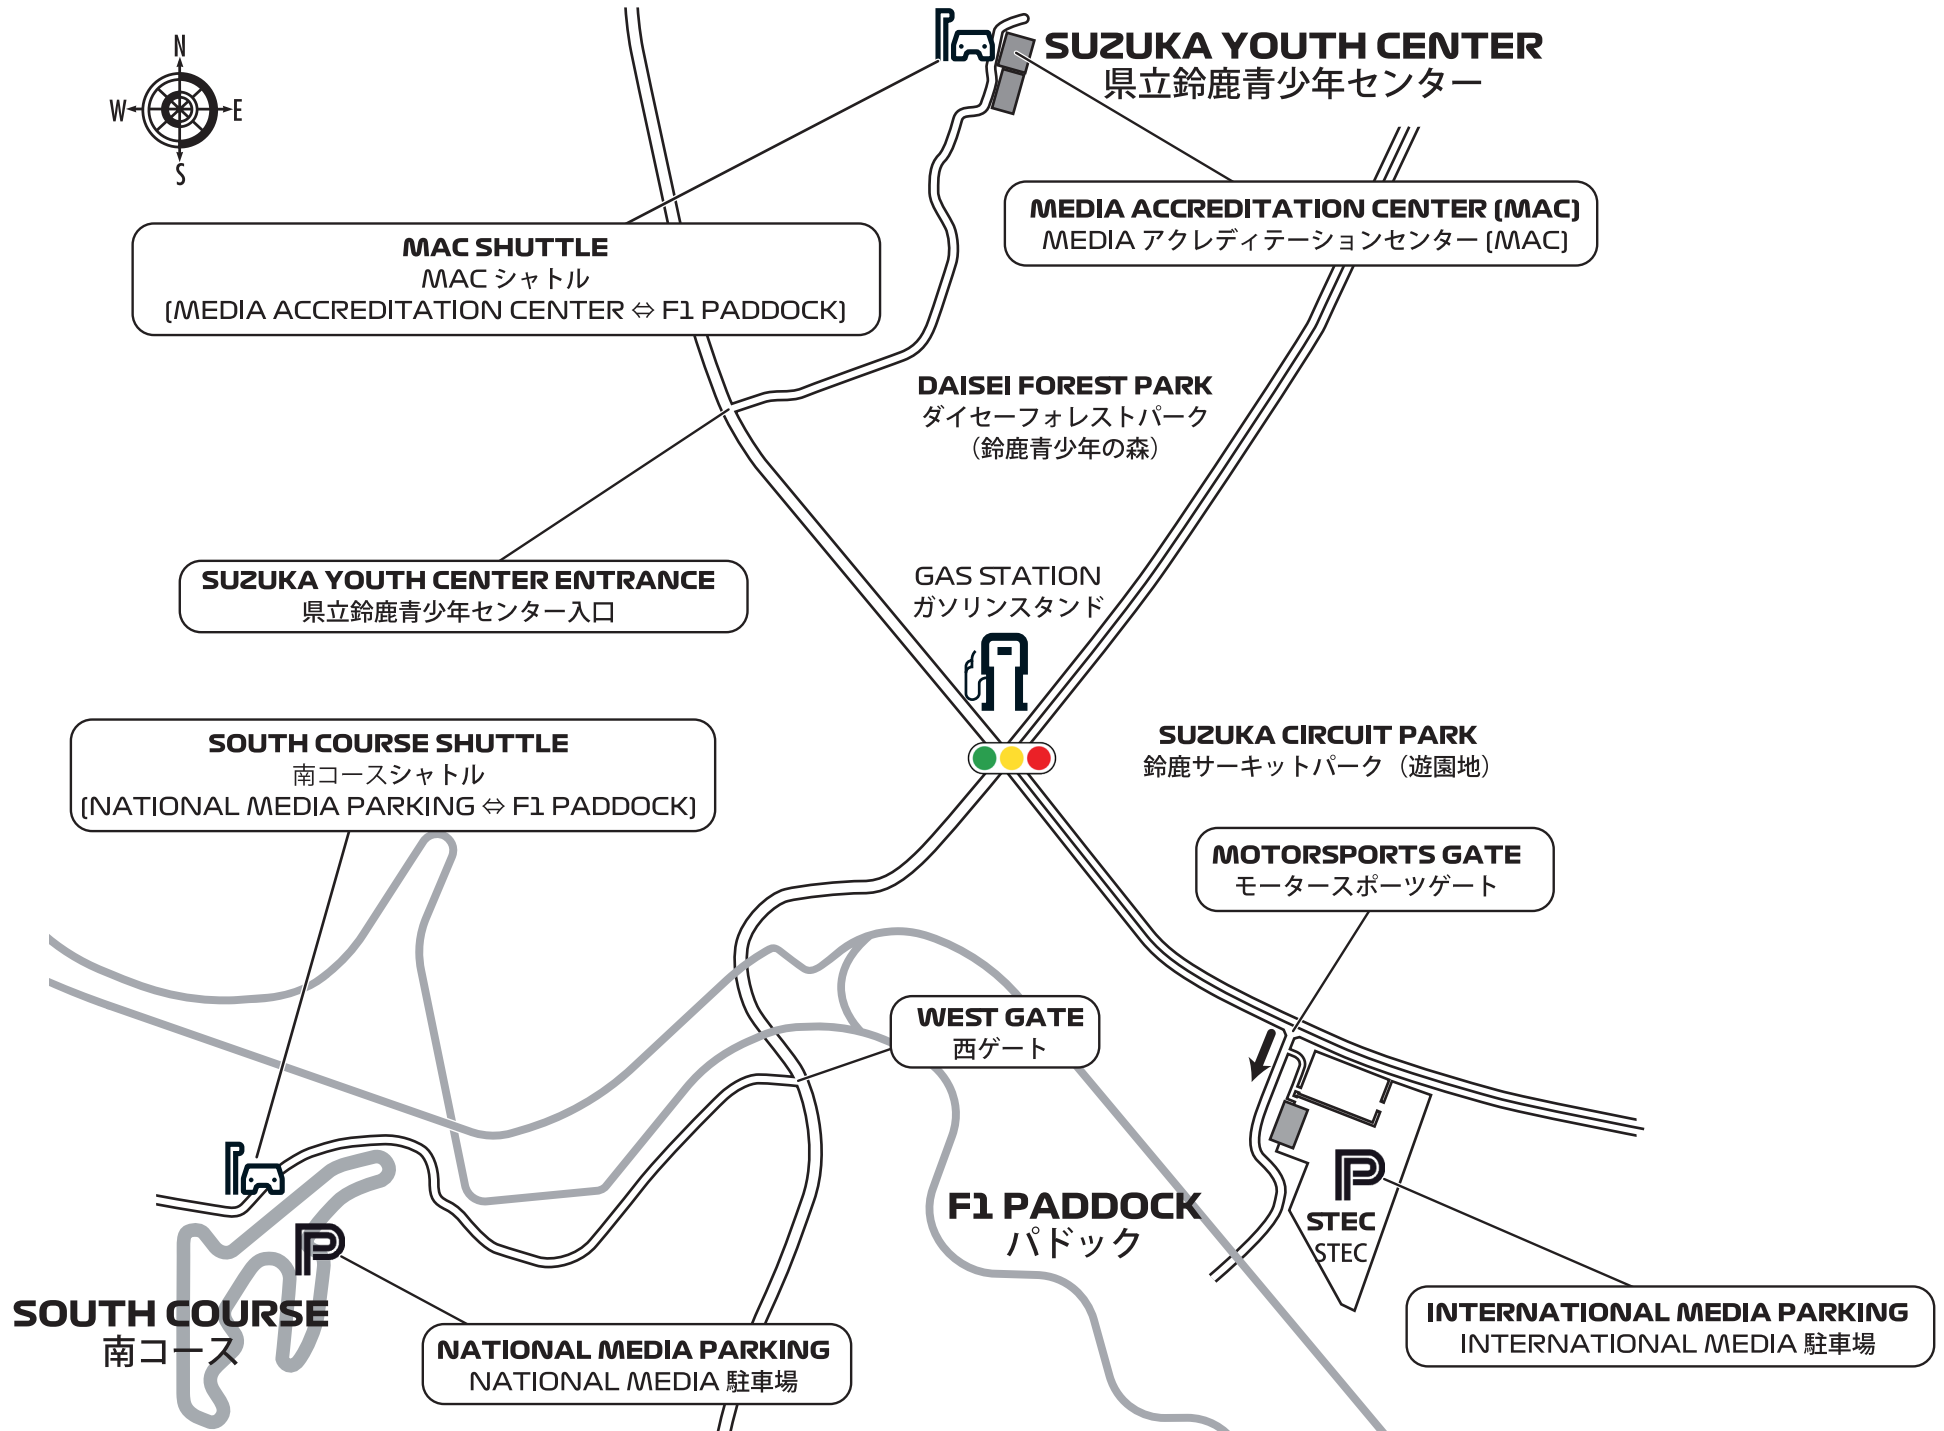 N
W
E
S
SUZUKA YOUTH CENTER
県立鈴鹿青少年センター
MEDIA ACCREDITATION CENTER (MAC)
MEDIA アクレディテーションセンター (MAC)
MAC SHUTTLE
MAC シャトル
(MEDIA ACCREDITATION CENTER ⇔ F1 PADDOCK)
DAISEI FOREST PARK
ダイセーフォレストパーク
（鈴鹿青少年の森）
SUZUKA YOUTH CENTER ENTRANCE
県立鈴鹿青少年センター入口
GAS STATION
ガソリンスタンド
SOUTH COURSE SHUTTLE
南コースシャトル
(NATIONAL MEDIA PARKING ⇔ F1 PADDOCK)
SUZUKA CIRCUIT PARK
鈴鹿サーキットパーク（遊園地）
MOTORSPORTS GATE
モータースポーツゲート
WEST GATE
西ゲート
F1 PADDOCK
パドック
P
STEC
STEC
P
SOUTH COURSE
南コース
NATIONAL MEDIA PARKING
NATIONAL MEDIA 駐車場
INTERNATIONAL MEDIA PARKING
INTERNATIONAL MEDIA 駐車場